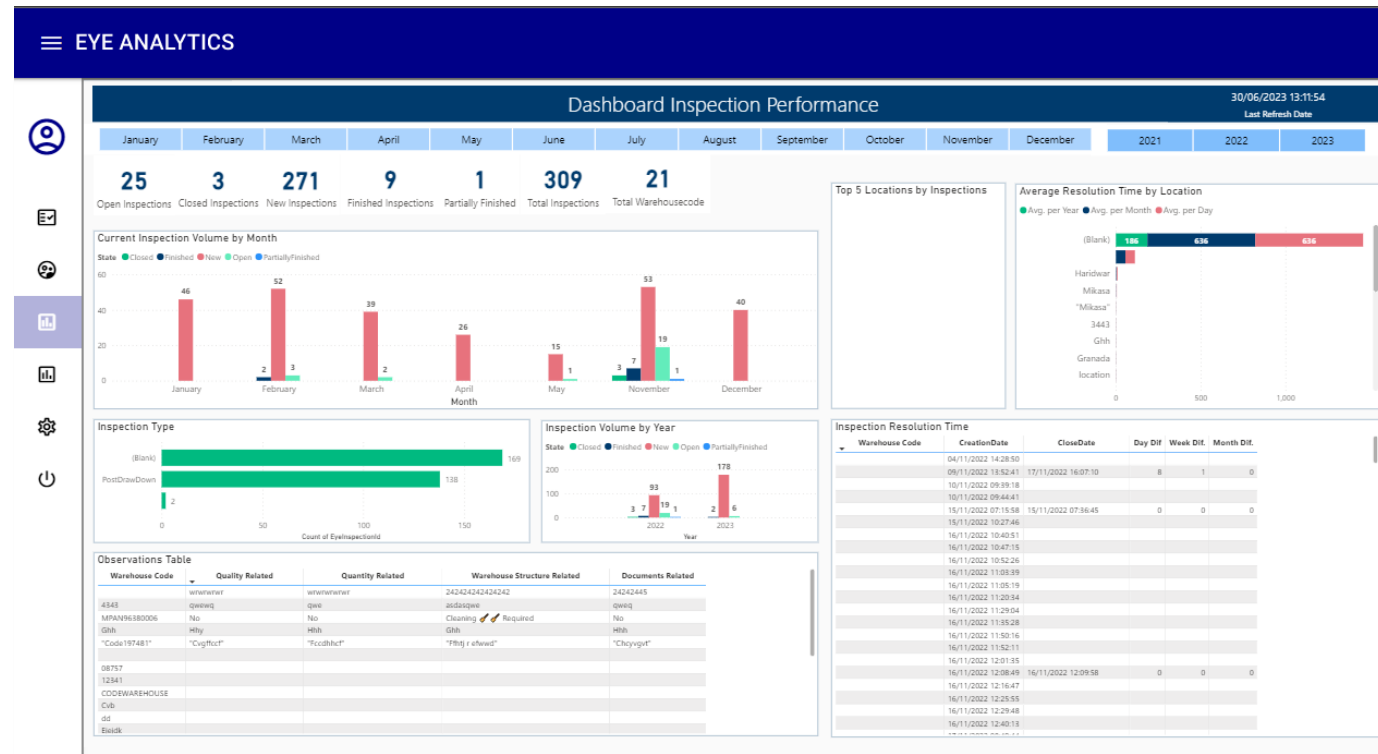 EYE ANALYTICS
Dashboard Inspection Performance
30/06/2023 13:11:54
Last Refresh Date
January February March April May June July August September October November December 2021 2022 2023
25 3 271 9 1 309 21
Open Inspections Closed Inspections New Inspections Finished Inspections Partially Finished Total Inspections Total Warehousecode
Current Inspection Volume by Month
State Closed Finished New Open PartiallyFinished
60
40
20
0
46
52
2
3
39
2
26
15
1
3
7
53
19
1
40
January February March April May November December
Month
Top 5 Locations by Inspections
Average Resolution Time by Location
Avg. per Year Avg. per Month Avg. per Day
(Blank) 186 636 636
Haridwar
Mikasa
"Mikasa"
3443
Ghh
Granada
location
0 500 1,000
Inspection Type
(Blank) 169
PostDrawDown 138
2
0 50 100 150
Count of EyeInspectionId
Inspection Volume by Year
State Closed Finished New Open PartiallyFinished
200
100
0
3 7 93 19 1
2 178 6
2022 2023
Year
Observations Table
Warehouse Code Quality Related Quantity Related Warehouse Structure Related Documents Related
wrwrwrwr wrwrwrwrwr 242424242424242 24242445
4343 qwewq qwe asdasqwe qweq
MPAN96380006 No No Cleaning 🧹🧹 Required No
Ghh Hhy Hhh Ghh Hhh
"Code197481" "Cvgffccf" "Fccdhhcf" "Ffhtj r efwwd" "Chcyvgvt"
08757
12341
CODEWAREHOUSE
Cvb
dd
Eieidk
Inspection Resolution Time
Warehouse Code CreationDate CloseDate Day Dif Week Dif. Month Dif.
04/11/2022 14:28:50
09/11/2022 13:52:41 17/11/2022 16:07:10 8 1 0
10/11/2022 09:39:18
10/11/2022 09:44:41
15/11/2022 07:15:58 15/11/2022 07:36:45 0 0 0
15/11/2022 10:27:46
16/11/2022 10:40:51
16/11/2022 10:47:15
16/11/2022 10:52:26
16/11/2022 11:03:39
16/11/2022 11:05:19
16/11/2022 11:20:34
16/11/2022 11:29:04
16/11/2022 11:35:28
16/11/2022 11:50:16
16/11/2022 11:52:11
16/11/2022 12:01:35
16/11/2022 12:08:49 16/11/2022 12:09:58 0 0 0
16/11/2022 12:16:47
16/11/2022 12:25:55
16/11/2022 12:29:48
16/11/2022 12:40:13